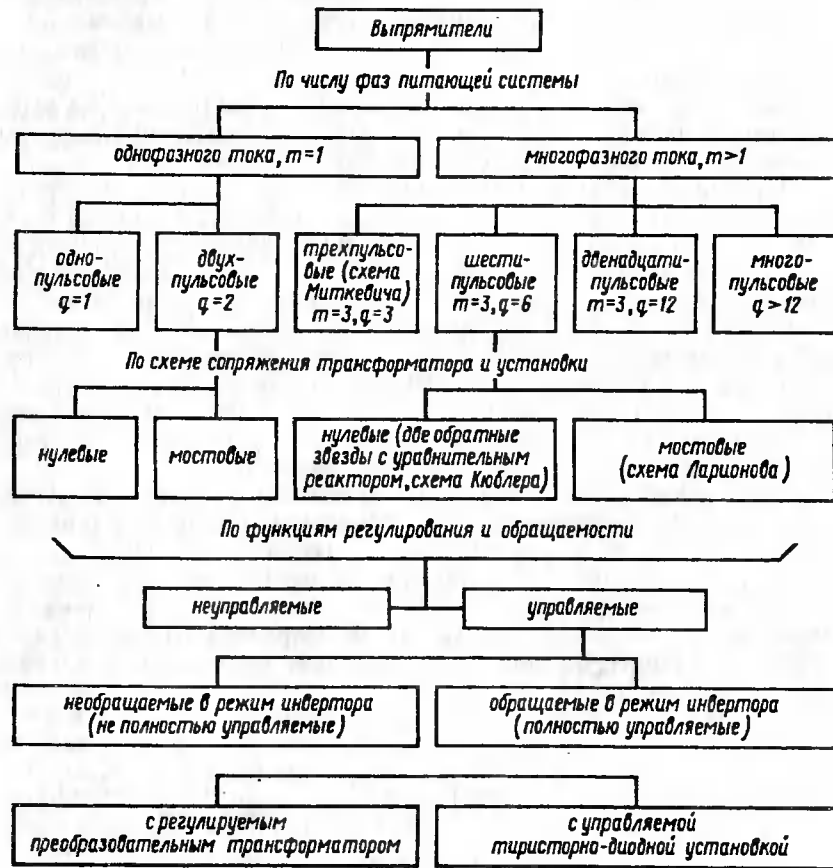 Выпрямители
По числу фаз питающей системы
однофазного тока, m=1
многофазного тока, m>1
одно-
пульсовые
q=1
двух-
пульсовые
q=2
трехпульсо-
вые (схема
Миткевича)
m=3, q=3
шести-
пульсовые
m=3, q=6
двенадцати-
пульсовые
m=3, q=12
много-
пульсовые
q>12
По схеме сопряжения трансформатора и установки
нулевые
мостовые
нулевые (две обратные
звезды с уравнительным
реактором, схема Кюблера)
мостовые
(схема Ларионова)
По функциям регулирования и обращаемости
неуправляемые
управляемые
необращаемые в режим инвертора
(не полностью управляемые)
обращаемые в режим инвертора
(полностью управляемые)
с регулируемым
преобразовательным трансформатором
с управляемой
тиристорно-диодной установкой